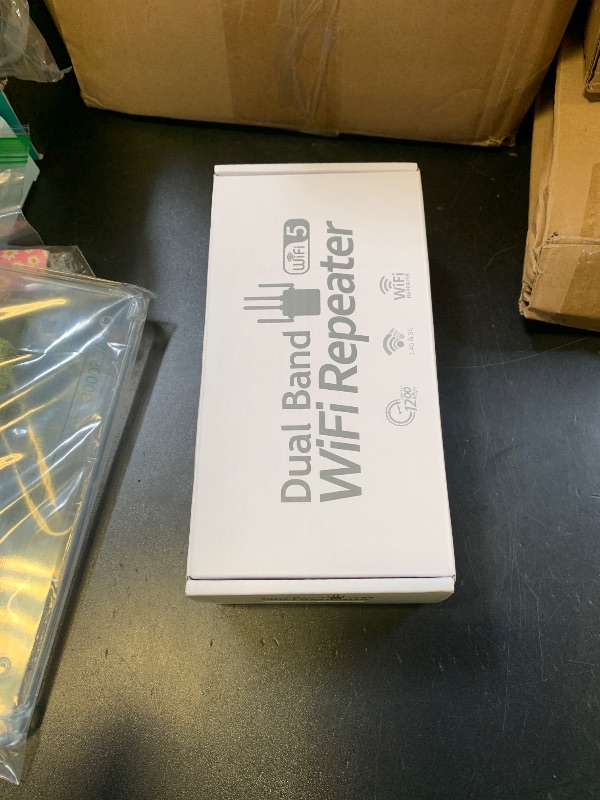 Dual Band WiFi 5
WiFi Repeater
1200
2.4G & 5G
WiFi
REPEATER